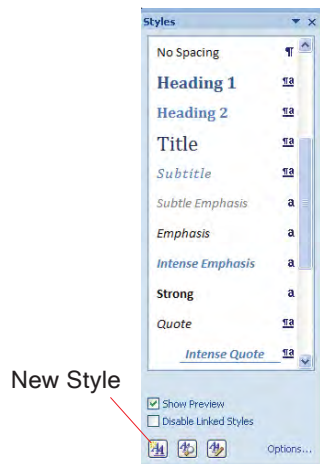 Styles
No Spacing ¶
Heading 1 ¶a
Heading 2 ¶a
Title ¶a
Subtitle ¶a
Subtle Emphasis a
Emphasis a
Intense Emphasis a
Strong a
Quote ¶a
Intense Quote ¶a
New Style
Show Preview
Disable Linked Styles
Options...